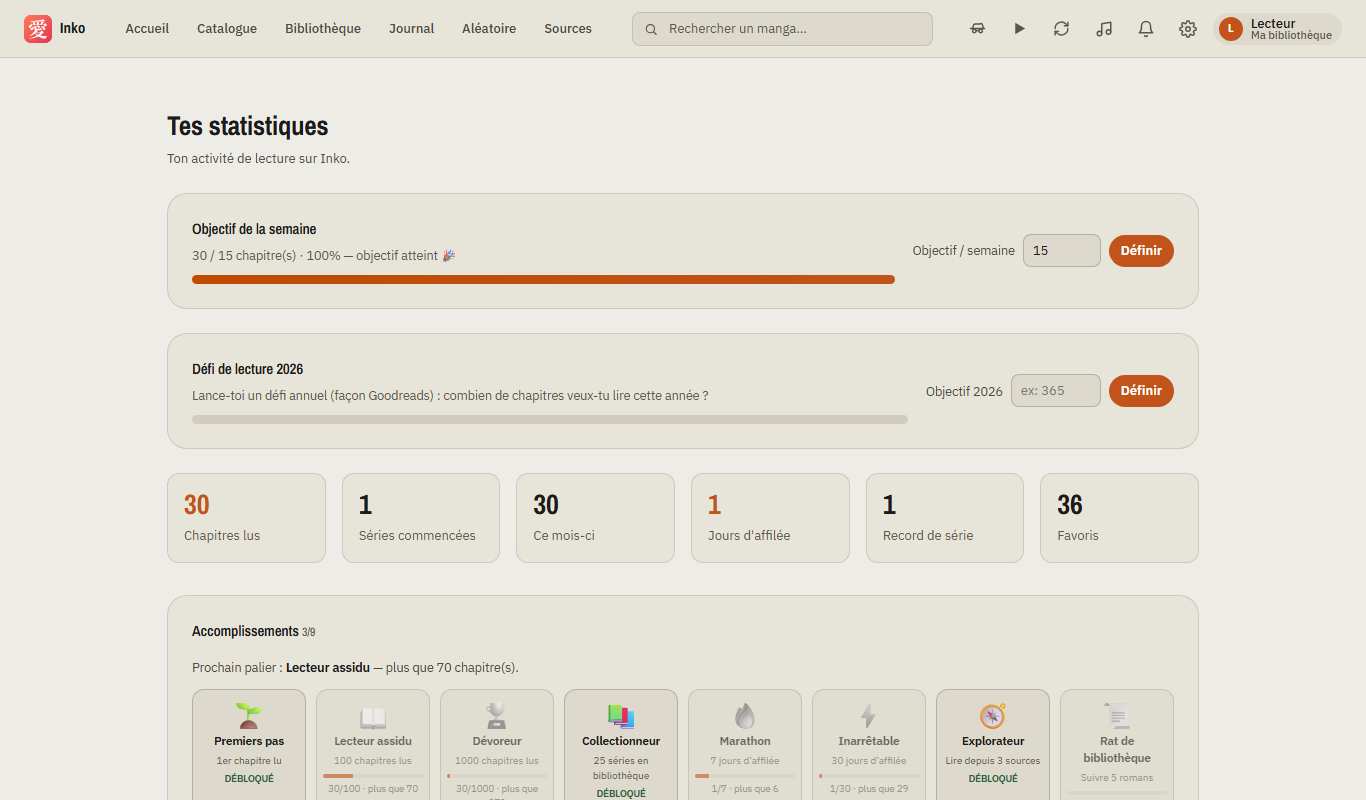 愛 Inko
Accueil Catalogue Bibliothèque Journal Aléatoire Sources
Rechercher un manga...
L Lecteur
Ma bibliothèque
Tes statistiques
Ton activité de lecture sur Inko.
Objectif de la semaine
30 / 15 chapitre(s) · 100% — objectif atteint 🎉
Objectif / semaine 15 Définir
Défi de lecture 2026
Lance-toi un défi annuel (façon Goodreads) : combien de chapitres veux-tu lire cette année ?
Objectif 2026 ex: 365 Définir
30
Chapitres lus
1
Séries commencées
30
Ce mois-ci
1
Jours d'affilée
1
Record de série
36
Favoris
Accomplissements 3/9
Prochain palier : Lecteur assidu — plus que 70 chapitre(s).
Premiers pas
1er chapitre lu
DÉBLOQUÉ
Lecteur assidu
100 chapitres lus
30/100 · plus que 70
Dévoreur
1000 chapitres lus
30/1000 · plus que
Collectionneur
25 séries en
bibliothèque
DÉBLOQUÉ
Marathon
7 jours d'affilée
1/7 · plus que 6
Inarrêtable
30 jours d'affilée
1/30 · plus que 29
Explorateur
Lire depuis 3 sources
DÉBLOQUÉ
Rat de
bibliothèque
Suivre 5 romans